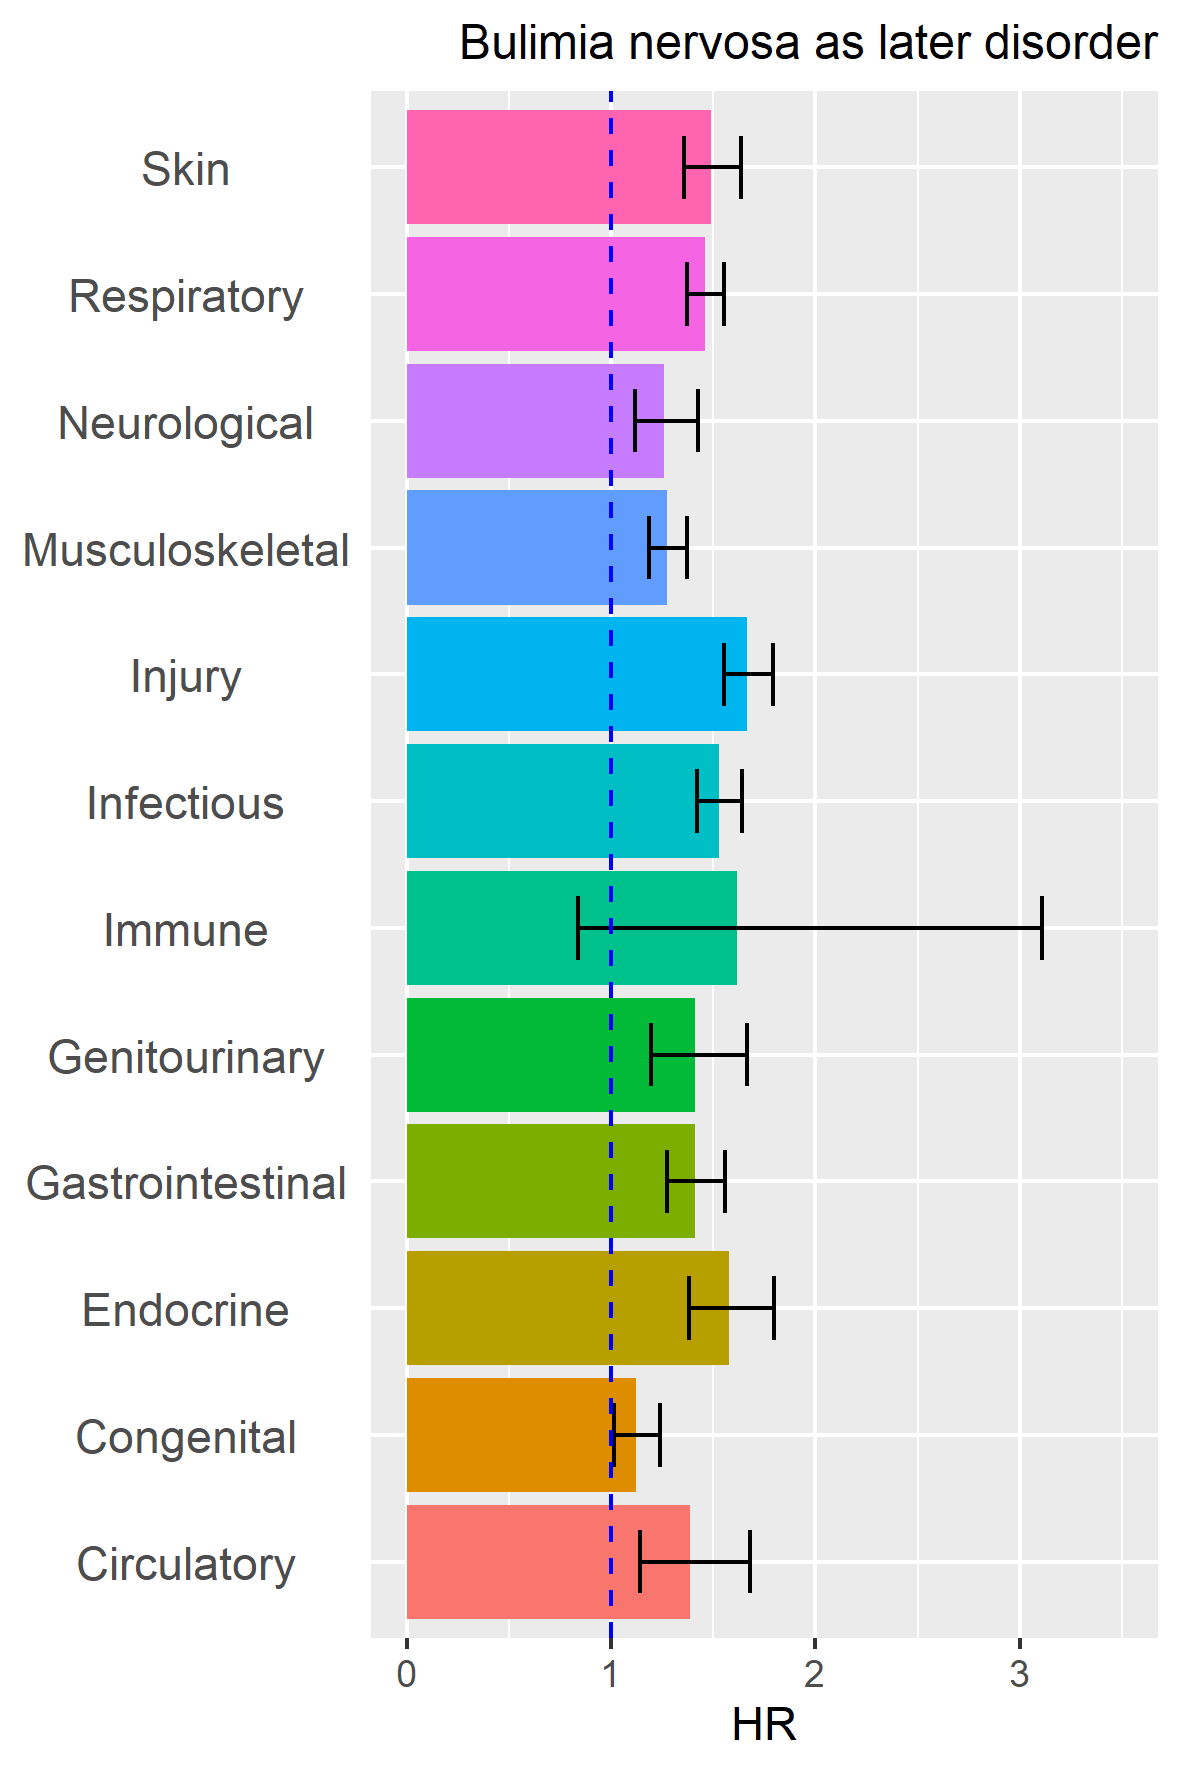 Bulimia nervosa as later disorder
Skin
Respiratory
Neurological
Musculoskeletal
Injury
Infectious
Immune
Genitourinary
Gastrointestinal
Endocrine
Congenital
Circulatory
0 1 2 3
HR